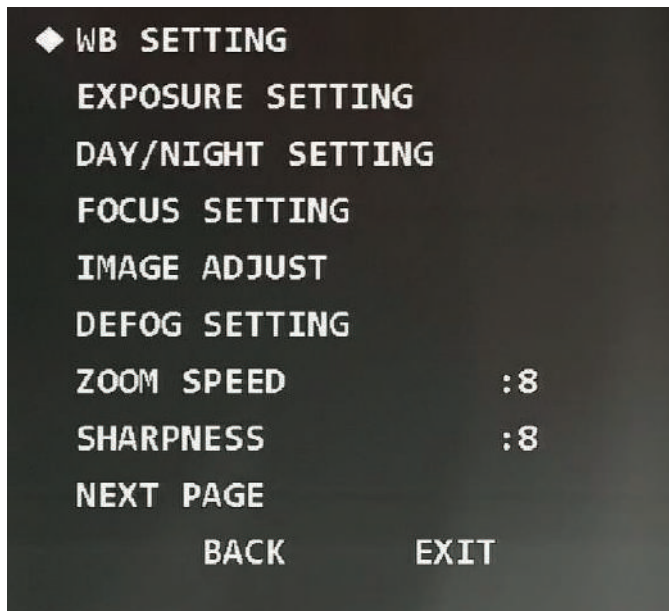 WB SETTING
EXPOSURE SETTING
DAY/NIGHT SETTING
FOCUS SETTING
IMAGE ADJUST
DEFOG SETTING
ZOOM SPEED :8
SHARPNESS :8
NEXT PAGE
BACK EXIT